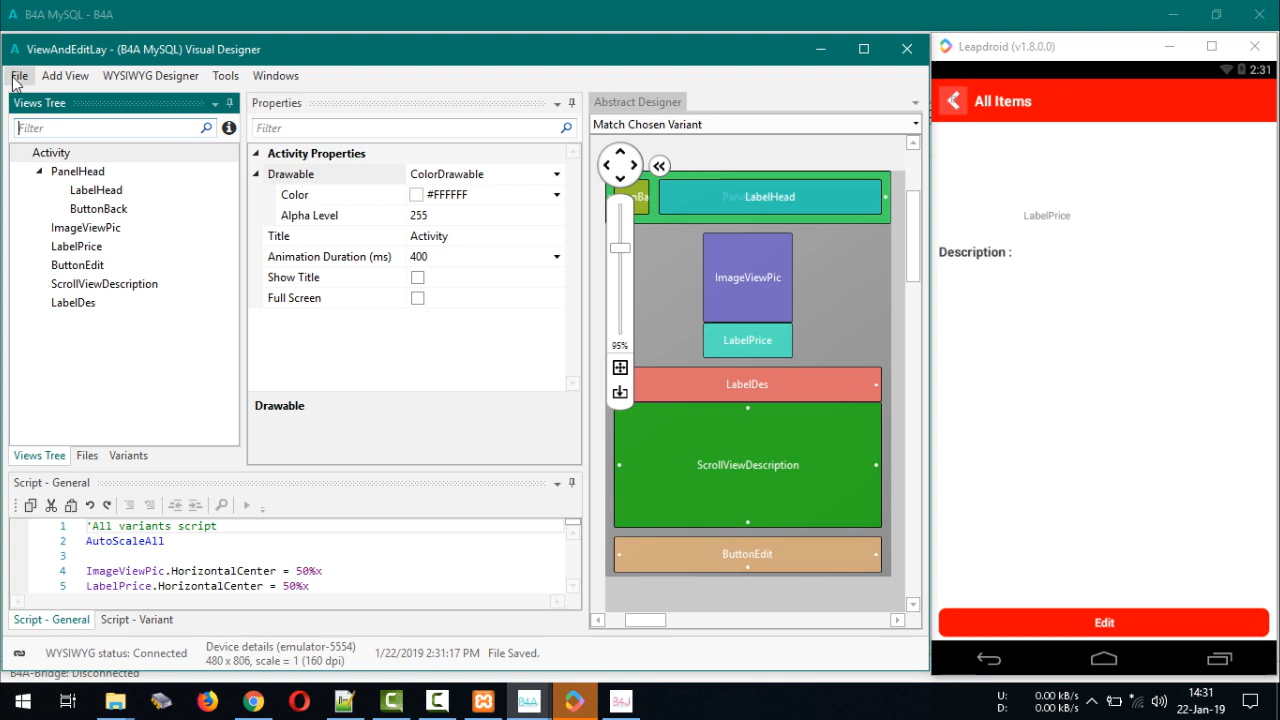 B4A MySQL - B4A
ViewAndEditLay - (B4A MySQL) Visual Designer
File Add View WYSIWYG Designer Tools Windows
Views Tree
Filter
Activity
PanelHead
LabelHead
ButtonBack
ImageViewPic
LabelPrice
ButtonEdit
ScrollViewDescription
LabelDes
Views Tree Files Variants
Properties
Filter
Activity Properties
Drawable ColorDrawable
Color #FFFFFF
Alpha Level 255
Title Activity
Animation Duration (ms) 400
Show Title
Full Screen
Drawable
Abstract Designer
Match Chosen Variant
LabelHead
ImageViewPic
LabelPrice
LabelDes
ScrollViewDescription
ButtonEdit
95%
Script - General
1 'All variants script
2 AutoScaleAll
3
4 ImageViewPic.HorizontalCenter = 50%x
5 LabelPrice.HorizontalCenter = 50%x
Script - General Script - Variant
WYSIWYG status: Connected
Device details (emulator-5554)
480 x 806, scale = 1 (160 dpi)
1/22/2019 2:31:17 PM File Saved.
B4A-Bridge: Disconnected
Leapdroid (v1.8.0.0)
2:31
All Items
LabelPrice
Description :
Edit
B4A
B4J
U: 0.00 kB/s
D: 0.00 kB/s
14:31
22-Jan-19